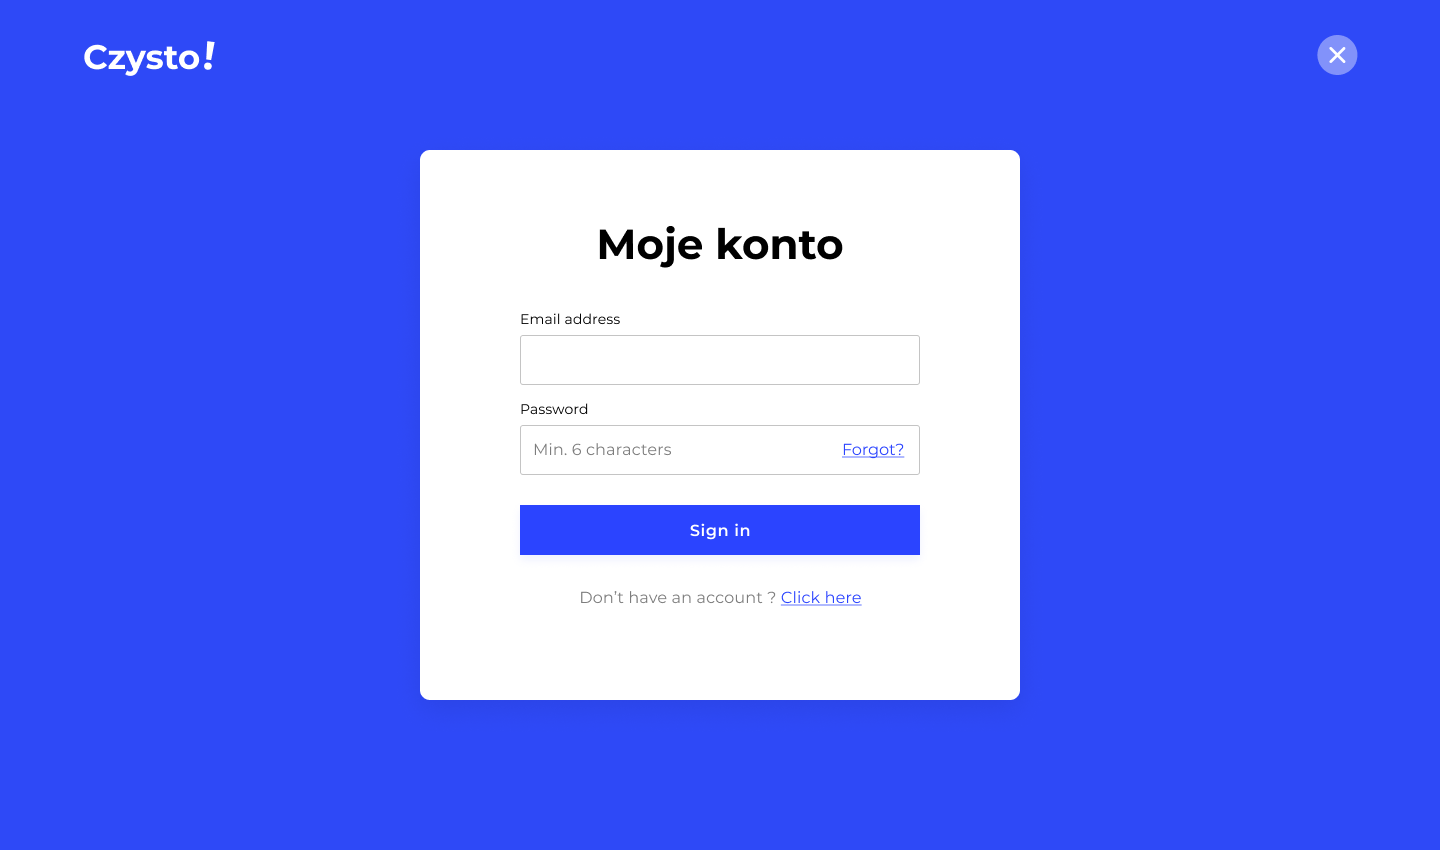 Czysto!
Moje konto
Email address
Password
Min. 6 characters Forgot?
Sign in
Don’t have an account ? Click here